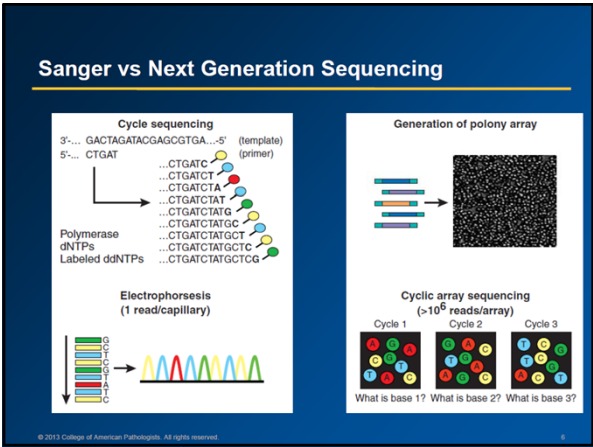 Sanger vs Next Generation Sequencing
Cycle sequencing
3'-... GACTAGATACGAGCGTGA...-5' (template)
5'-... CTGAT (primer)
...CTGATC
...CTGATCT
...CTGATCTA
...CTGATCTAT
...CTGATCTATG
...CTGATCTATGC
...CTGATCTATGCT
...CTGATCTATGCTC
...CTGATCTATGCTCG
Polymerase
dNTPs
Labeled ddNTPs
Electrophorsesis
(1 read/capillary)
G
C
T
C
G
T
A
T
C
Generation of polony array
Cyclic array sequencing
(>10⁶ reads/array)
Cycle 1
A G A
C G
T
T A C
What is base 1?
Cycle 2
G A
C
T G
A G C
What is base 2?
Cycle 3
T C
G
C C
T
T A C
What is base 3?
© 2013 College of American Pathologists. All rights reserved.
6